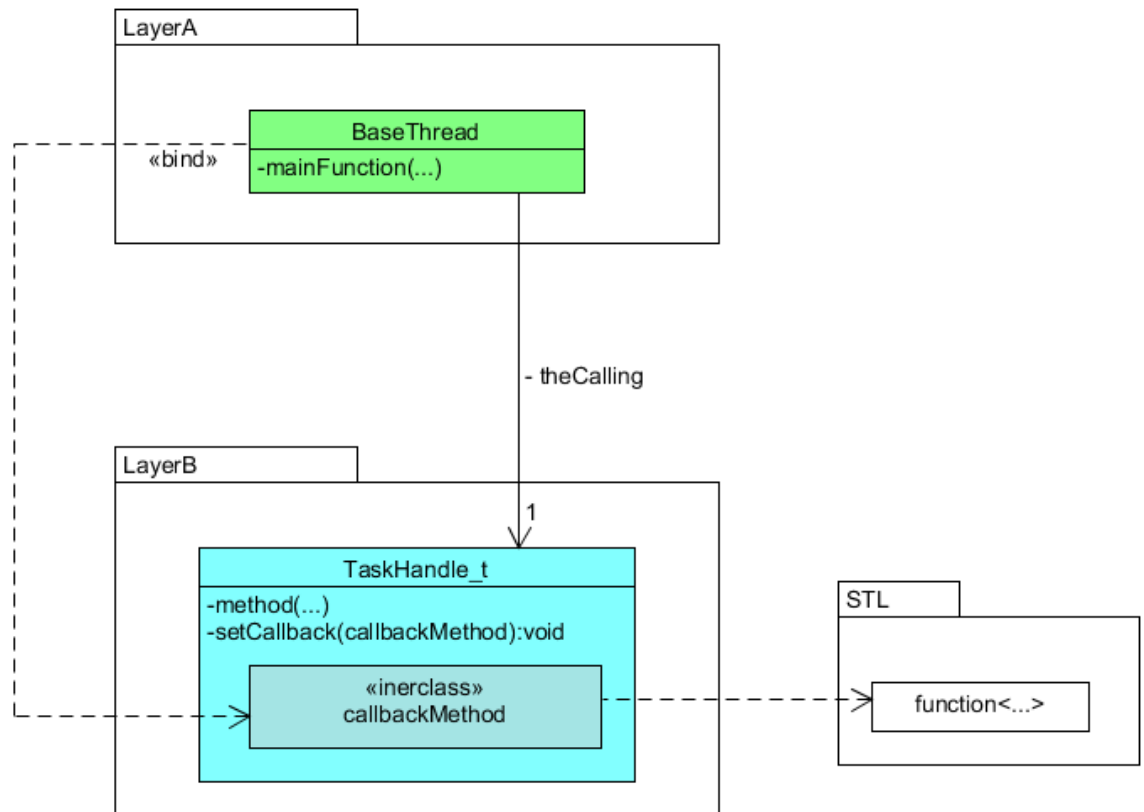 LayerA
BaseThread
«bind»
-mainFunction(...)
- theCalling
LayerB
1
TaskHandle_t
-method(...)
-setCallback(callbackMethod):void
STL
«inerclass»
callbackMethod
function<...>